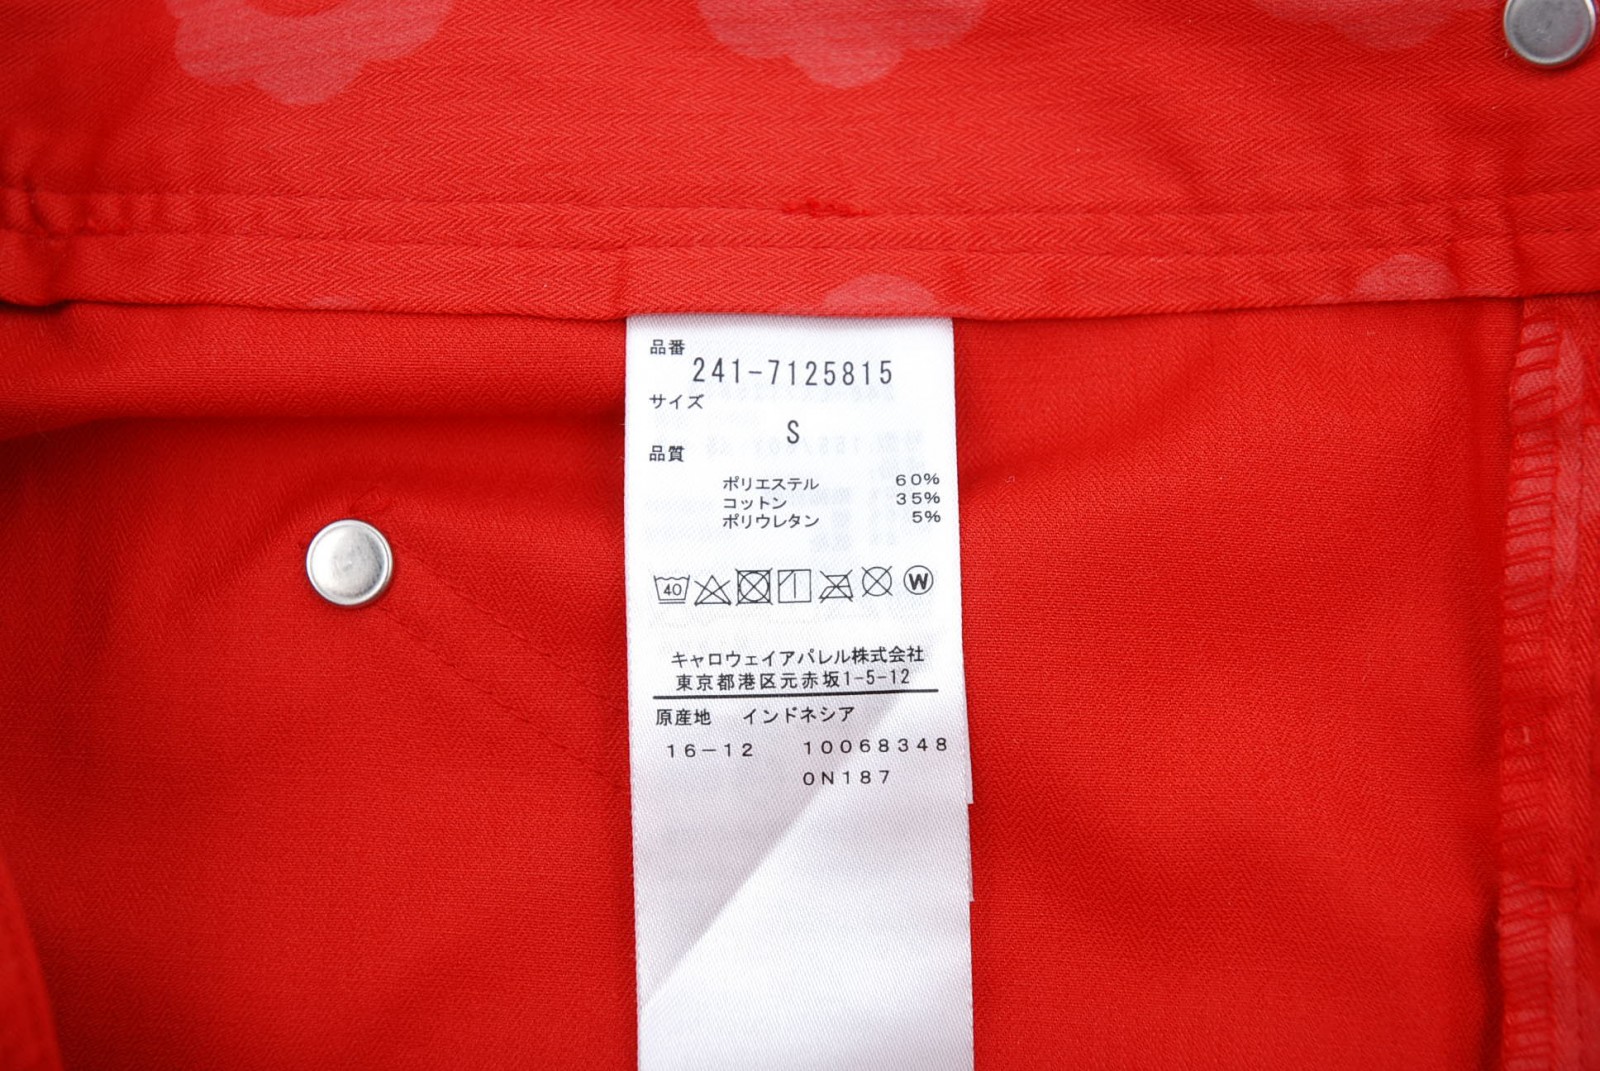 品番
241-7125815
サイズ
S
品質
ポリエステル 60%
コットン 35%
ポリウレタン 5%
40 W
キャロウェイアパレル株式会社
東京都港区元赤坂1-5-12
原産地 インドネシア
16-12 10068348
0N187